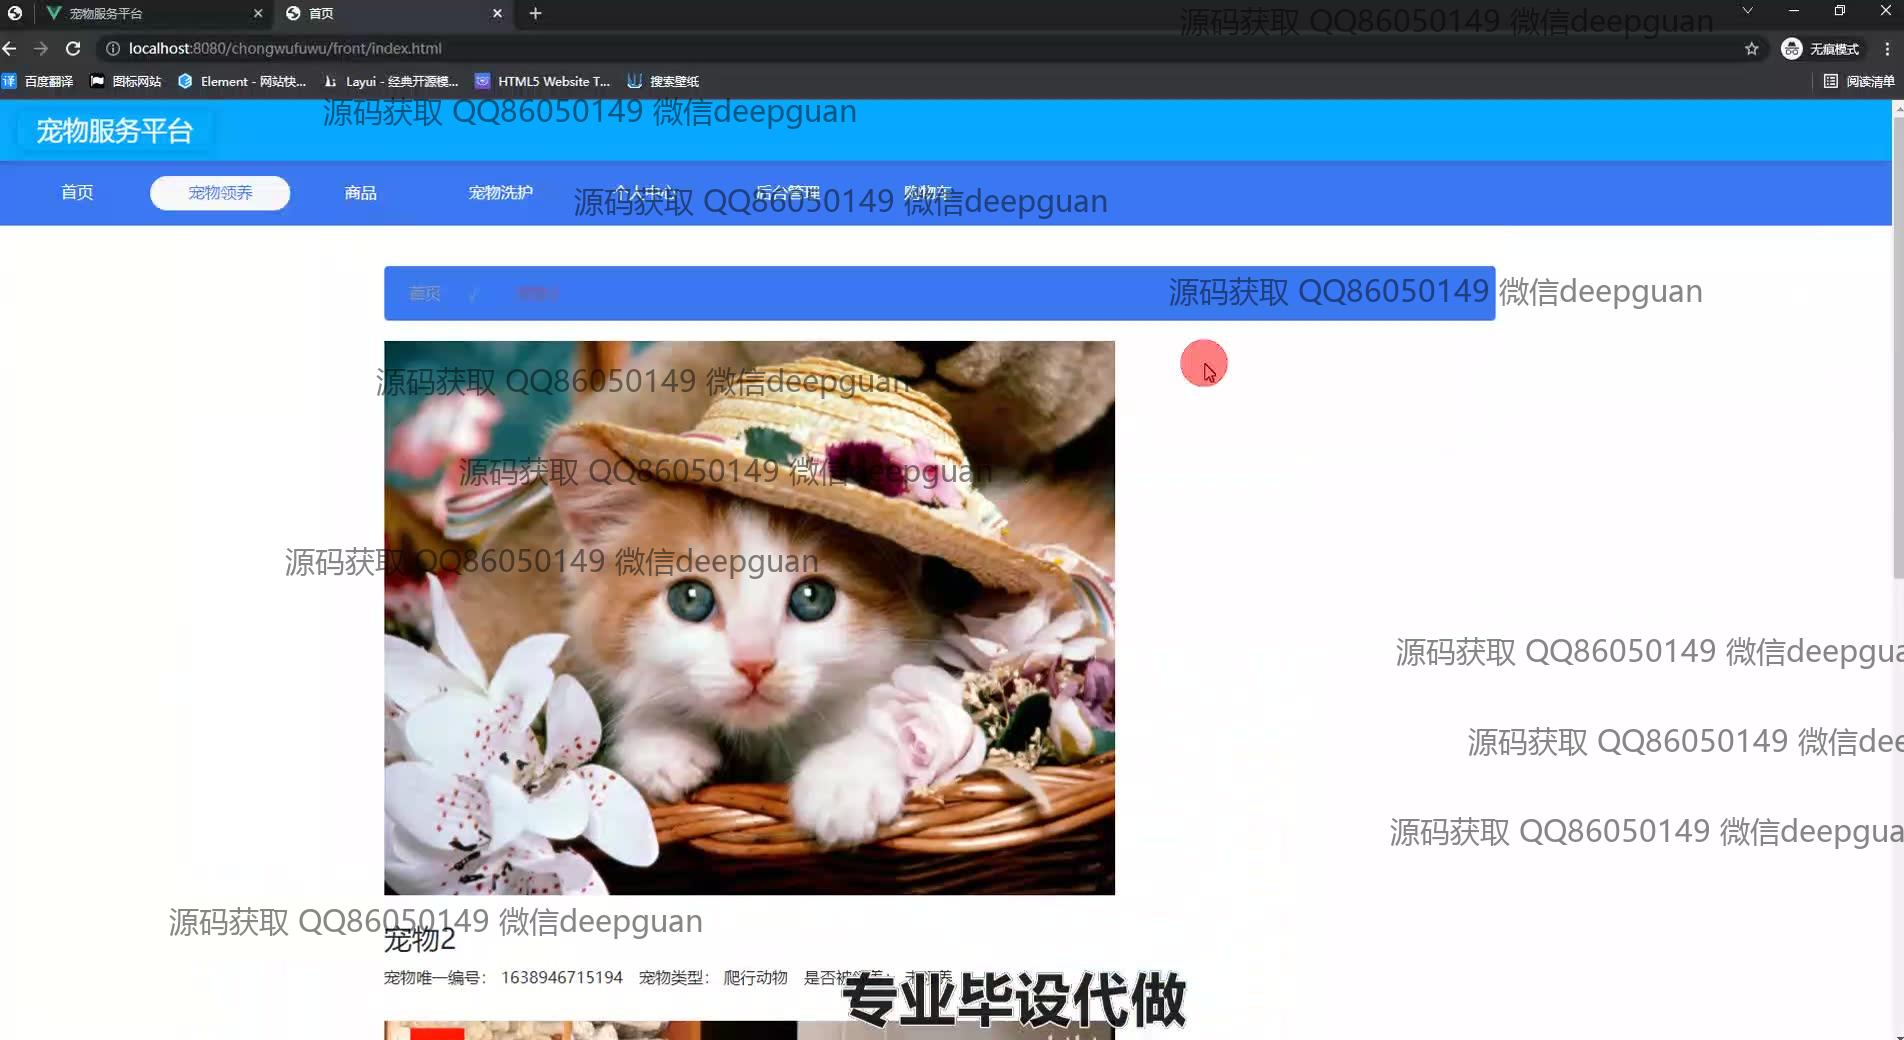 宠物服务平台
首页
源码获取 QQ86050149 微信deepguan
localhost:8080/chongwufuwu/front/index.html
无痕模式
百度翻译
图标网站
Element - 网站快...
Layui - 经典开源模...
HTML5 Website T...
搜索壁纸
阅读清单
宠物服务平台
源码获取 QQ86050149 微信deepguan
首页
宠物领养
商品
宠物洗护
个人中心
后台管理
购物车
源码获取 QQ86050149 微信deepguan
首页
源码获取 QQ86050149 微信deepguan
源码获取 QQ86050149 微信deepguan
源码获取 QQ86050149 微信deepguan
源码获取 QQ86050149 微信deepguan
源码获取 QQ86050149 微信deepgua
源码获取 QQ86050149 微信dee
源码获取 QQ86050149 微信deepgua
源码获取 QQ86050149 微信deepguan
宠物2
宠物唯一编号： 1638946715194 宠物类型： 爬行动物 是否被领养： 未领养
专业毕设代做